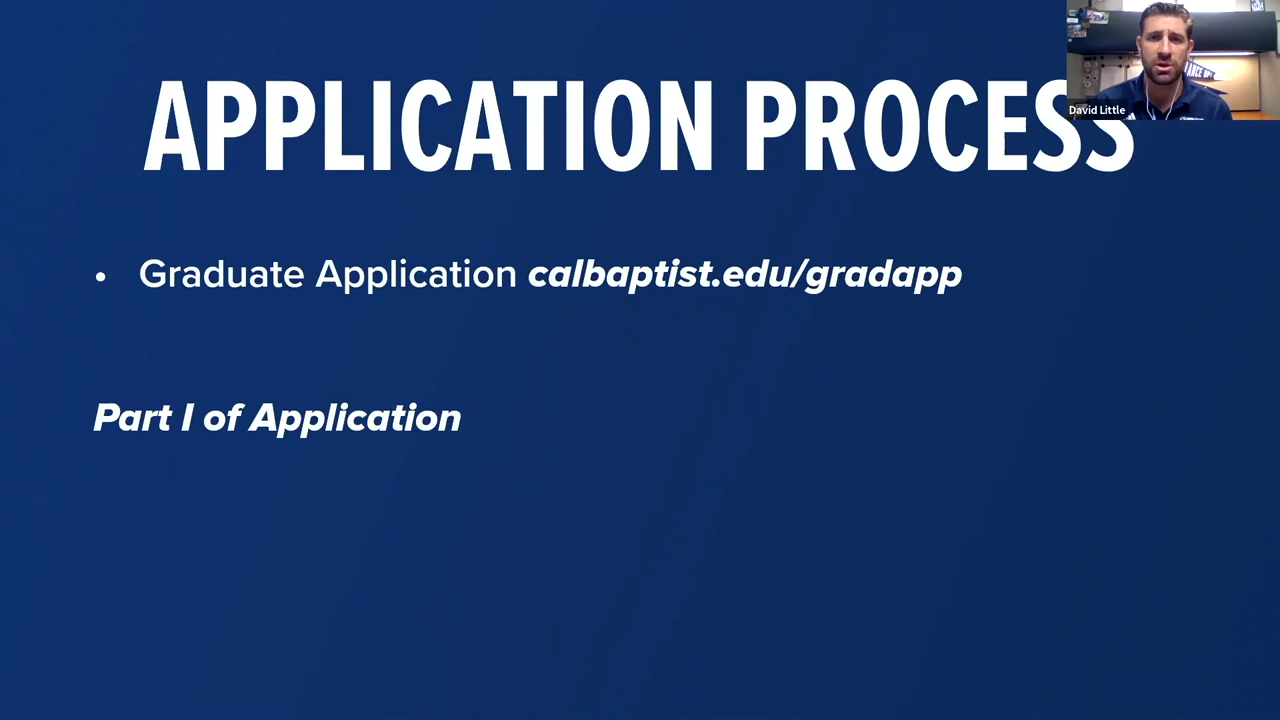 APPLICATION PROCESS
David Little
• Graduate Application calbaptist.edu/gradapp
Part I of Application